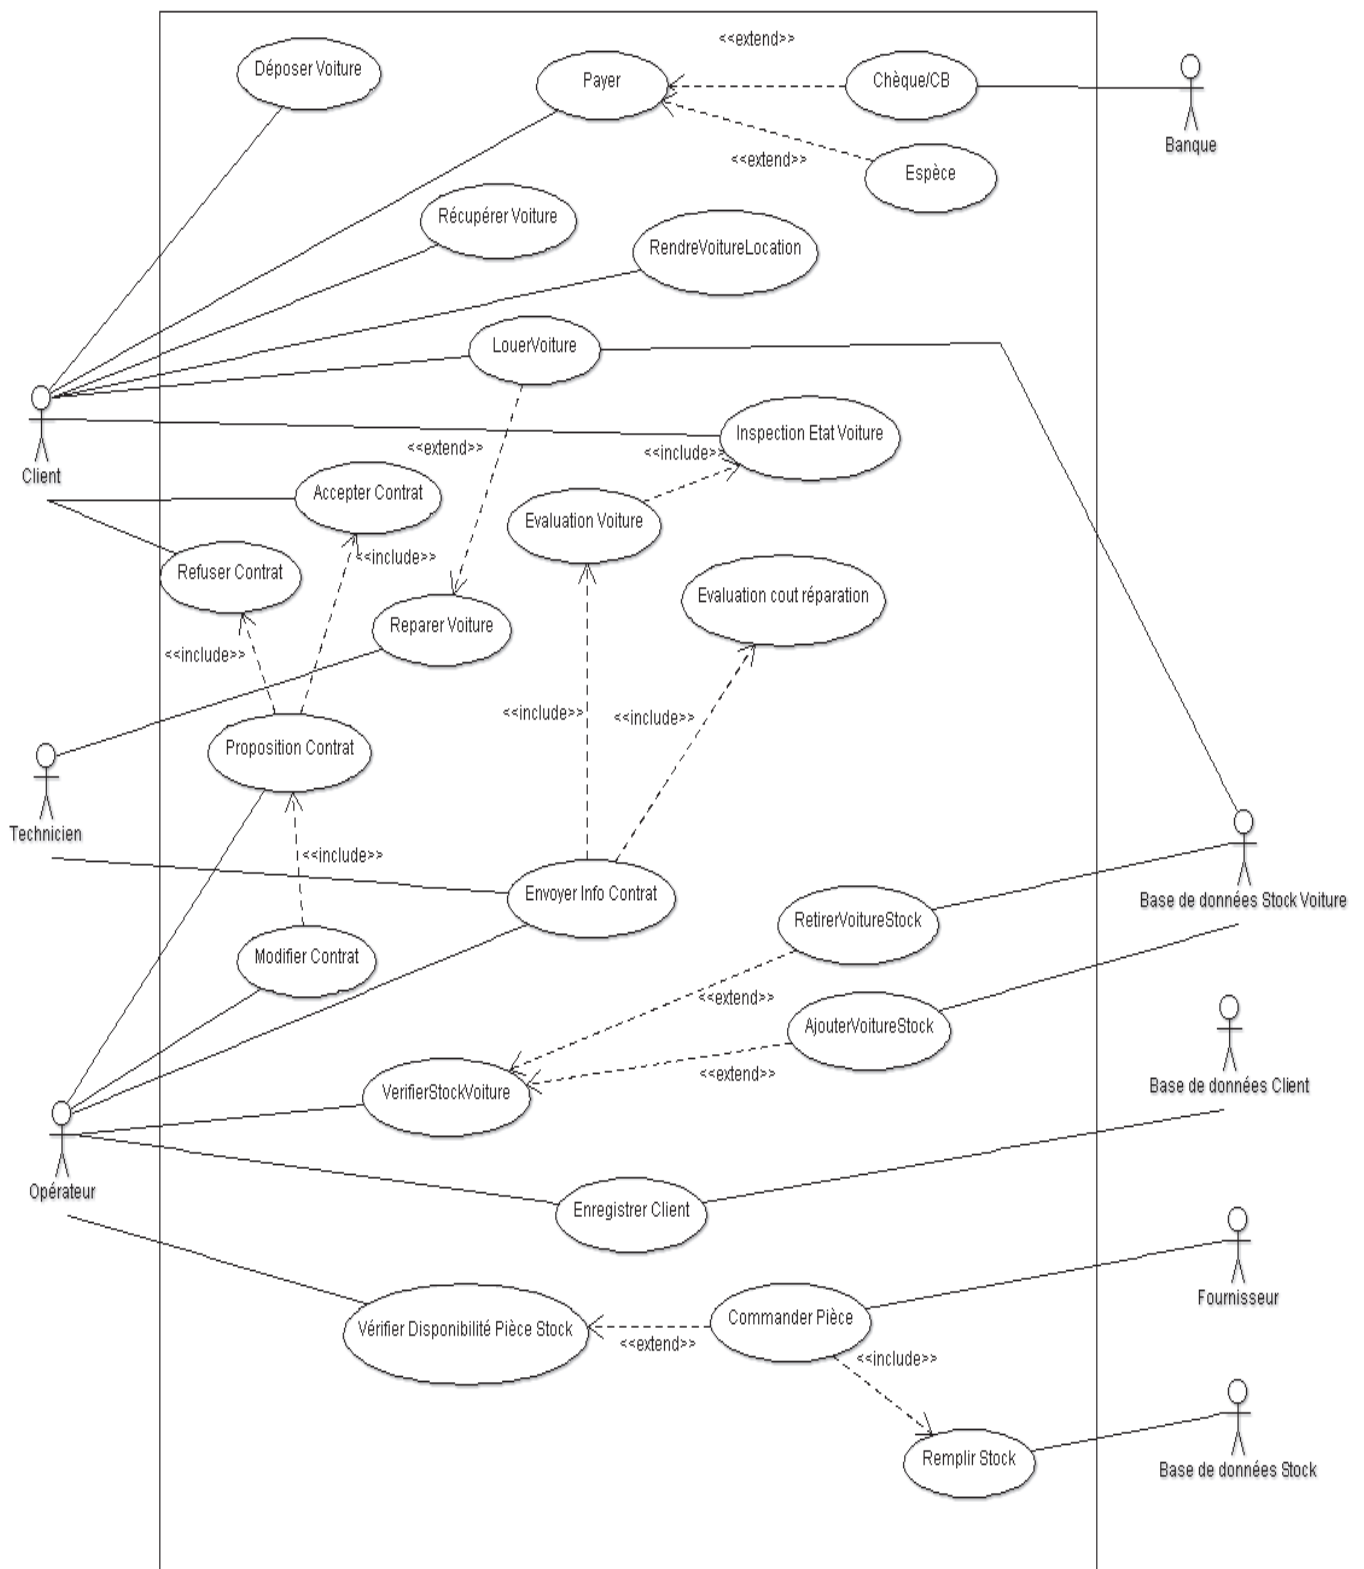 <<extend>>
Déposer Voiture
Payer
Chèque/CB
Banque
<<extend>>
Espèce
Récupérer Voiture
RendreVoitureLocation
LouerVoiture
Client
<<extend>>
Inspection Etat Voiture
<<include>>
Accepter Contrat
Evaluation Voiture
<<include>>
Refuser Contrat
Evaluation cout réparation
Reparer Voiture
<<include>>
<<include>>
<<include>>
Proposition Contrat
Technicien
<<include>>
Envoyer Info Contrat
Base de données Stock Voiture
RetirerVoitureStock
Modifier Contrat
<<extend>>
AjouterVoitureStock
<<extend>>
Base de données Client
VerifierStockVoiture
Opérateur
Enregistrer Client
Fournisseur
Vérifier Disponibilité Pièce Stock
Commander Pièce
<<extend>>
<<include>>
Remplir Stock
Base de données Stock